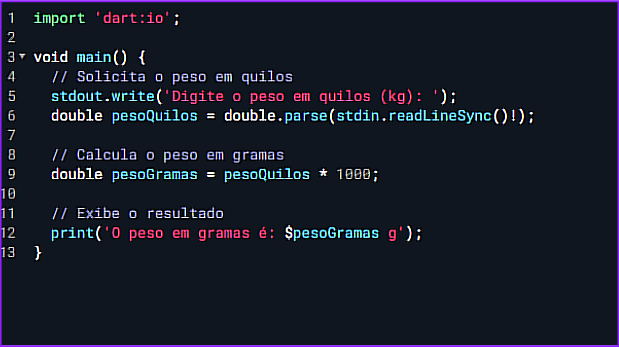 1 import 'dart:io';
2
3 void main() {
4 // Solicita o peso em quilos
5 stdout.write('Digite o peso em quilos (kg): ');
6 double pesoQuilos = double.parse(stdin.readLineSync()!);
7
8 // Calcula o peso em gramas
9 double pesoGramas = pesoQuilos * 1000;
10
11 // Exibe o resultado
12 print('O peso em gramas é: $pesoGramas g');
13 }